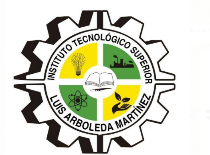 INSTITUTO TECNOLÓGICO SUPERIOR
LUIS ARBOLEDA MARTÍNEZ